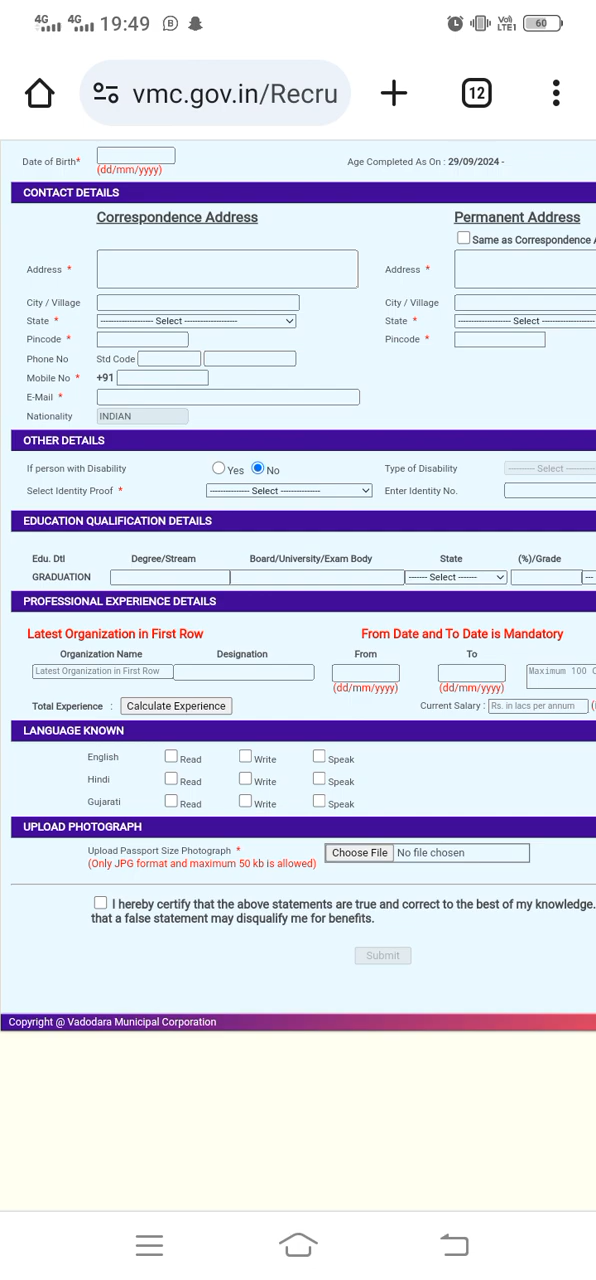 4G 4G 19:49 B Vo) LTE1 60
vmc.gov.in/Recru 12
Date of Birth* Age Completed As On : 29/09/2024 -
(dd/mm/yyyy)
CONTACT DETAILS
Correspondence Address Permanent Address
Same as Correspondence A
Address * Address *
City / Village City / Village
State * ------------------- Select ------------------- State * ------------------- Select ---------------
Pincode * Pincode *
Phone No Std Code
Mobile No * +91
E-Mail *
Nationality INDIAN
OTHER DETAILS
If person with Disability Yes No Type of Disability -------- Select ---------
Select Identity Proof * -------------- Select -------------- Enter Identity No.
EDUCATION QUALIFICATION DETAILS
Edu. Dtl Degree/Stream Board/University/Exam Body State (%)/Grade
GRADUATION ------- Select ------- ---
PROFESSIONAL EXPERIENCE DETAILS
Latest Organization in First Row From Date and To Date is Mandatory
Organization Name Designation From To
Latest Organization in First Row Maximum 100 C
(dd/mm/yyyy) (dd/mm/yyyy)
Total Experience : Calculate Experience Current Salary : Rs. in lacs per annum
LANGUAGE KNOWN
English Read Write Speak
Hindi Read Write Speak
Gujarati Read Write Speak
UPLOAD PHOTOGRAPH
Upload Passport Size Photograph * Choose File No file chosen
(Only JPG format and maximum 50 kb is allowed)
I hereby certify that the above statements are true and correct to the best of my knowledge.
that a false statement may disqualify me for benefits.
Submit
Copyright @ Vadodara Municipal Corporation